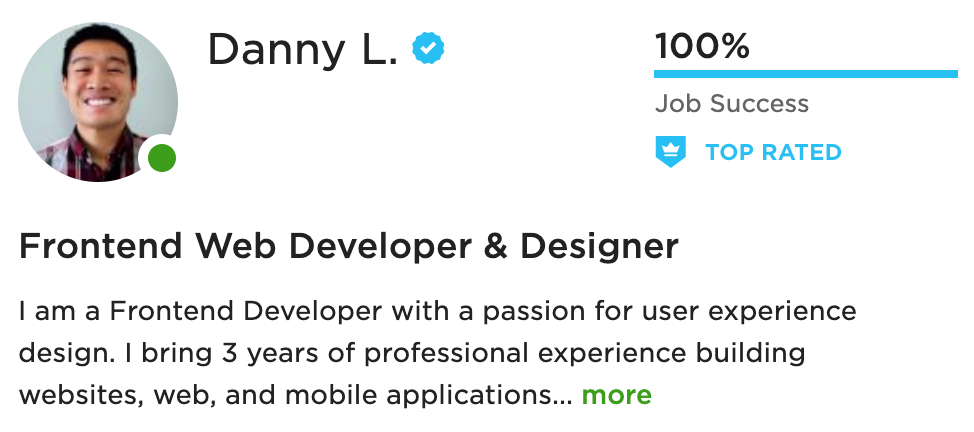 Danny L.
100%
Job Success
TOP RATED
Frontend Web Developer & Designer
I am a Frontend Developer with a passion for user experience
design. I bring 3 years of professional experience building
websites, web, and mobile applications... more